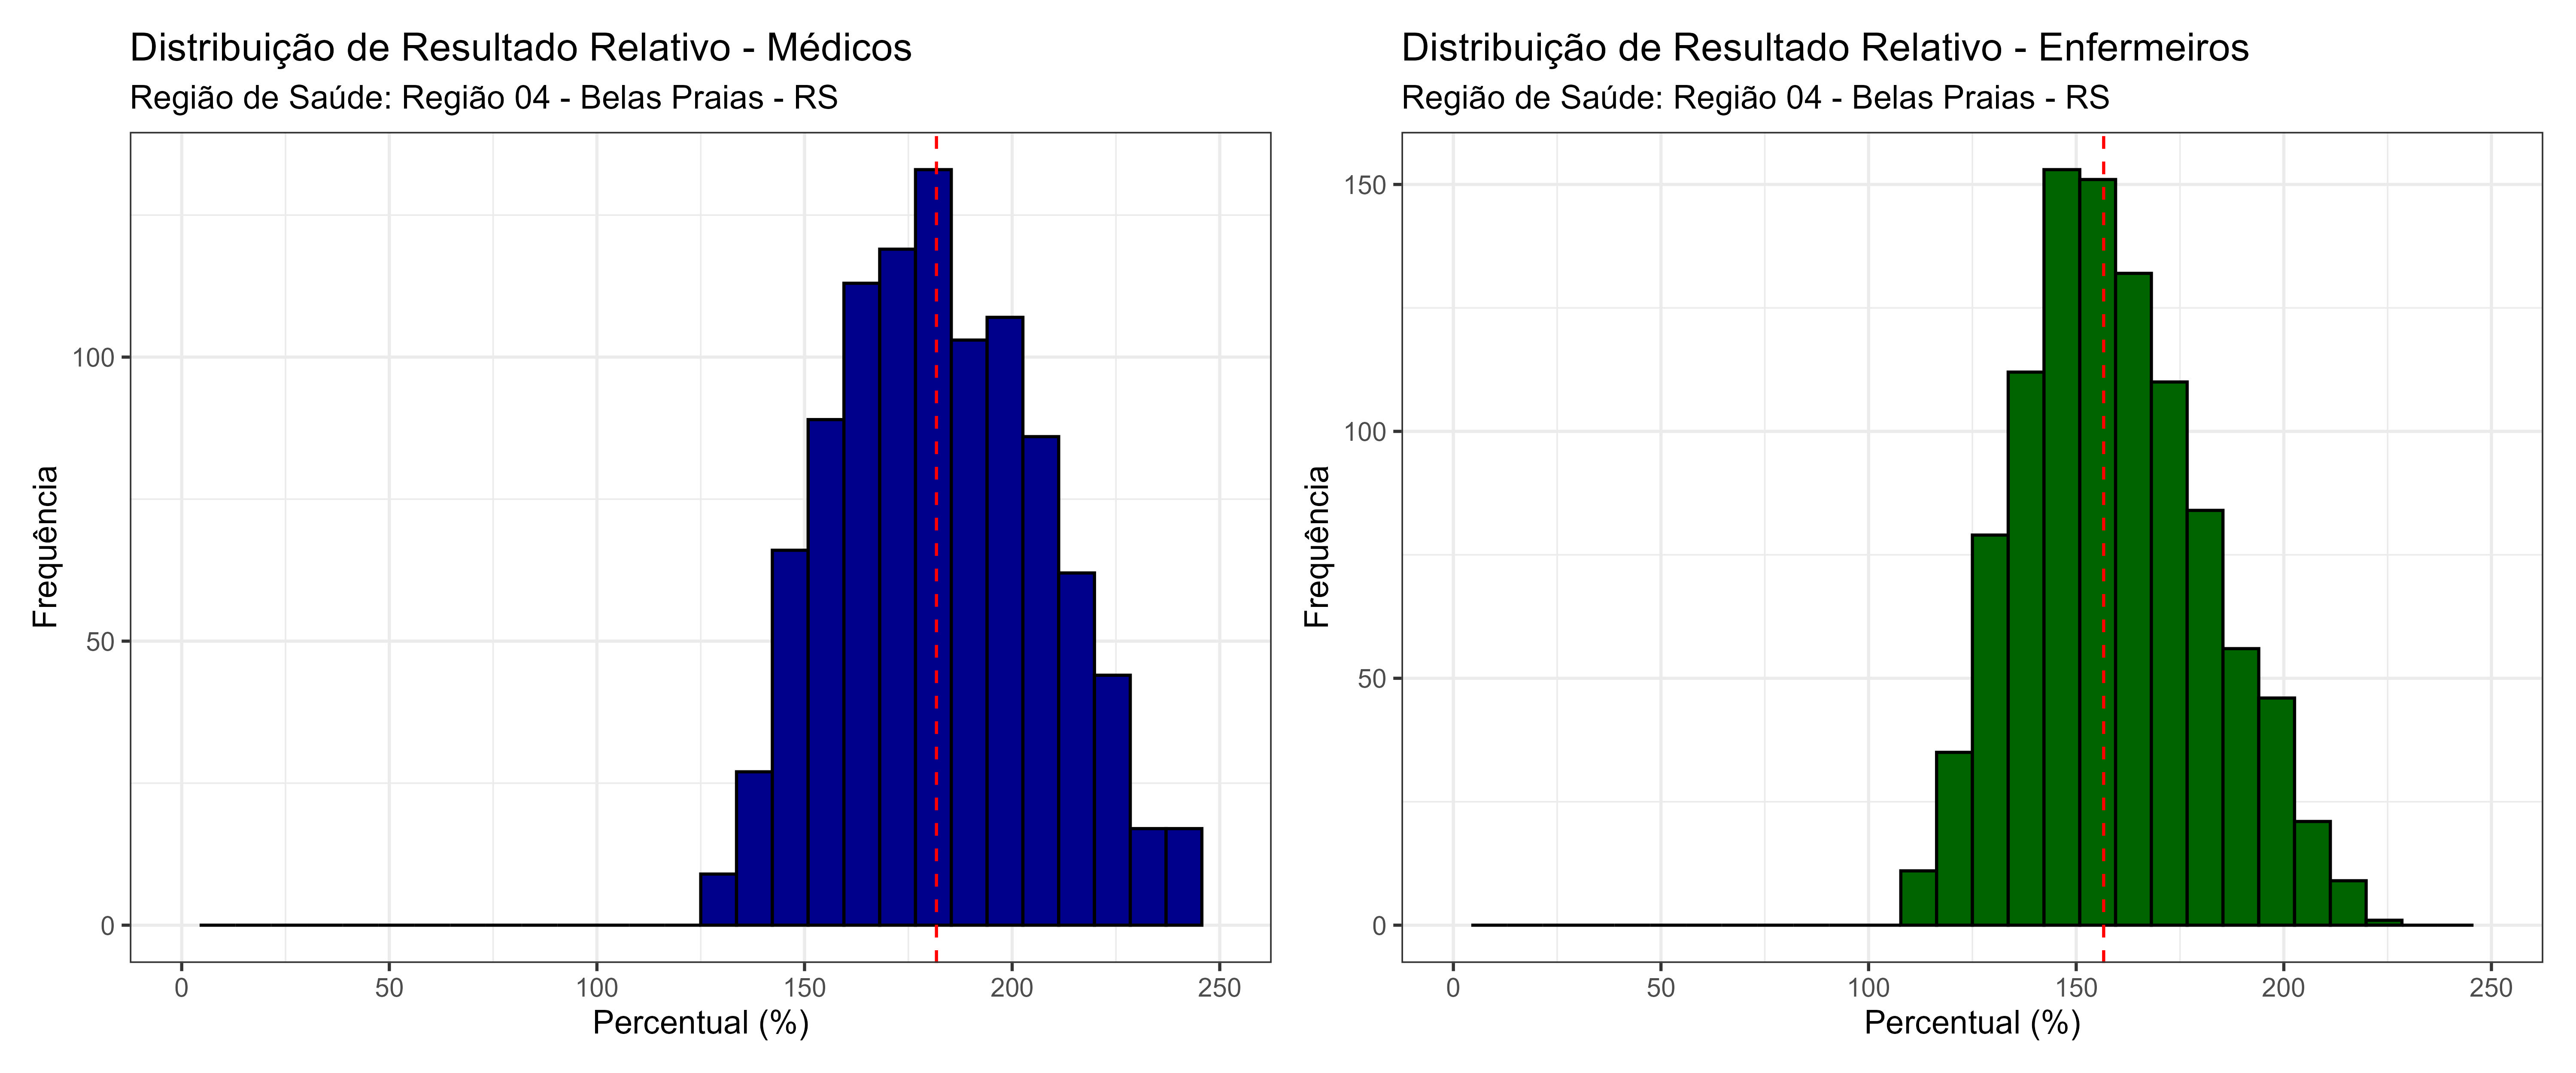 Distribuição de Resultado Relativo - Médicos
Região de Saúde: Região 04 - Belas Praias - RS
Frequência
100
50
0
0 50 100 150 200 250
Percentual (%)
Distribuição de Resultado Relativo - Enfermeiros
Região de Saúde: Região 04 - Belas Praias - RS
Frequência
150
100
50
0
0 50 100 150 200 250
Percentual (%)